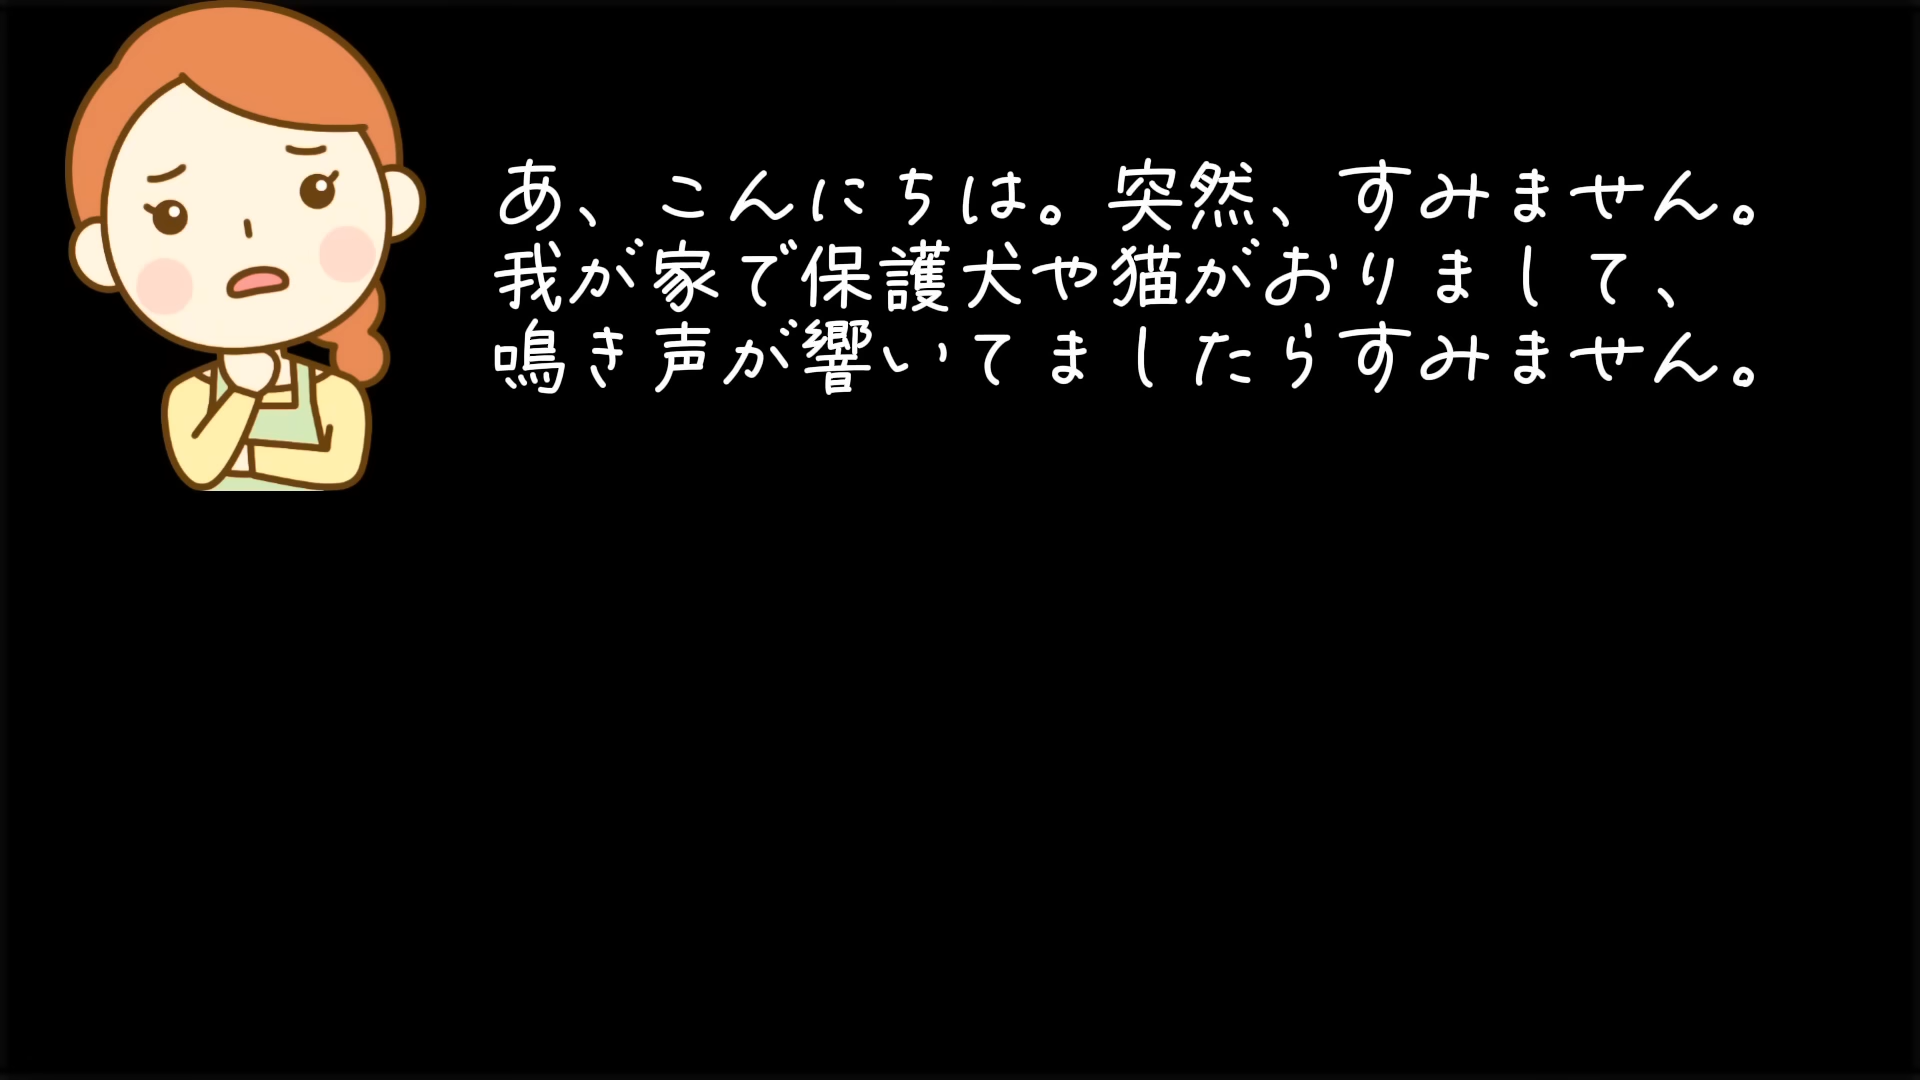 あ、こんにちは。突然、すみません。
我が家で保護犬や猫がおりまして、
鳴き声が響いてましたらすみません。